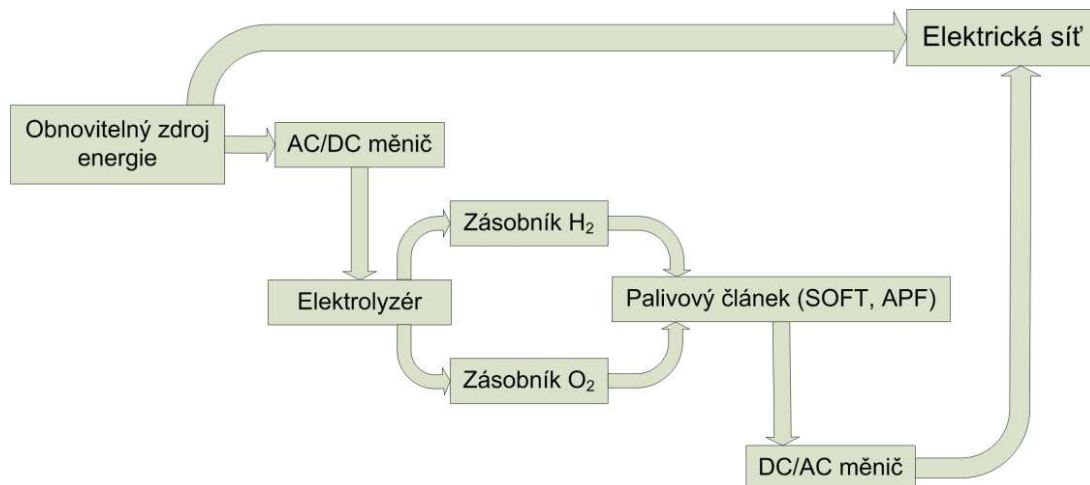 Elektrická síť
Obnovitelný zdroj
energie
AC/DC měnič
Zásobník H₂
Elektrolyzér
Palivový článek (SOFT, APF)
Zásobník O₂
DC/AC měnič